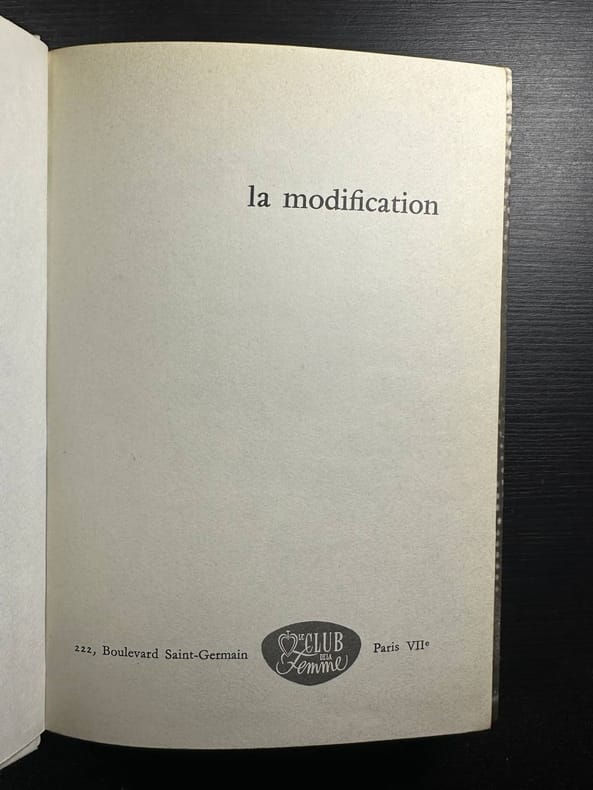 la modification
222, Boulevard Saint-Germain
LE CLUB
DE LA
Femme
Paris VIIe